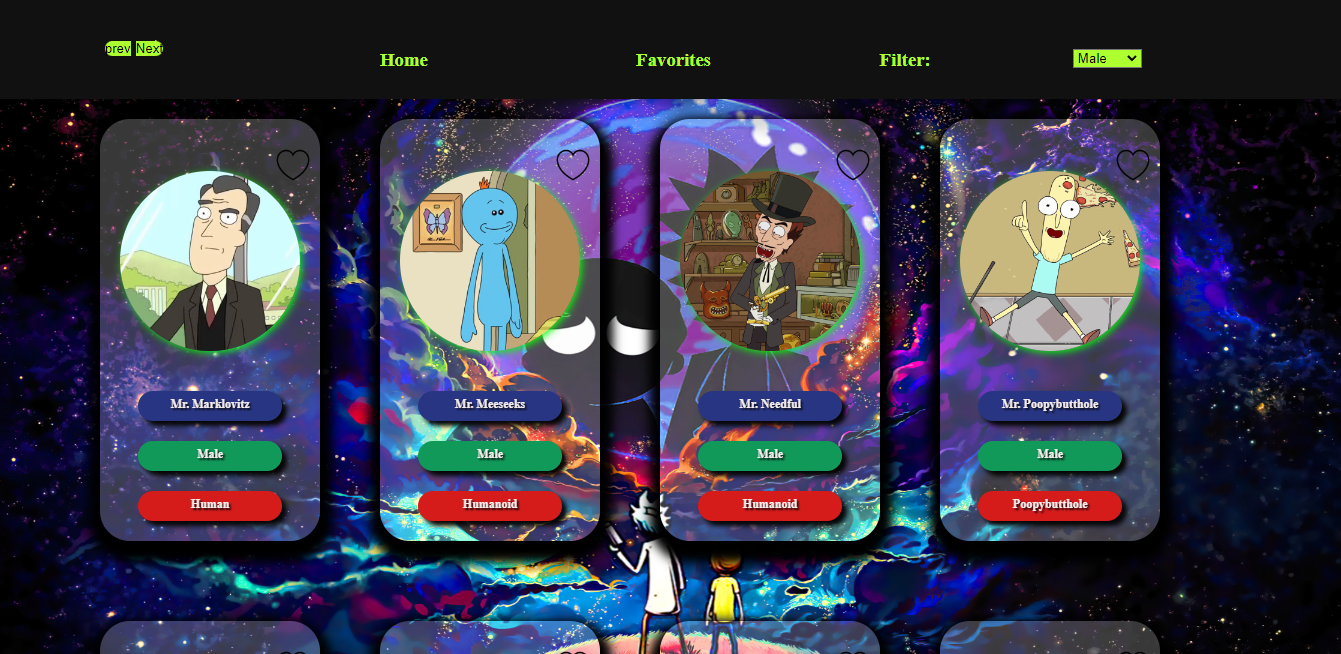 prev Next
Home
Favorites
Filter:
Male
Mr. Marklovitz
Male
Human
Mr. Meeseeks
Male
Humanoid
Mr. Needful
Male
Humanoid
Mr. Poopybutthole
Male
Poopybutthole